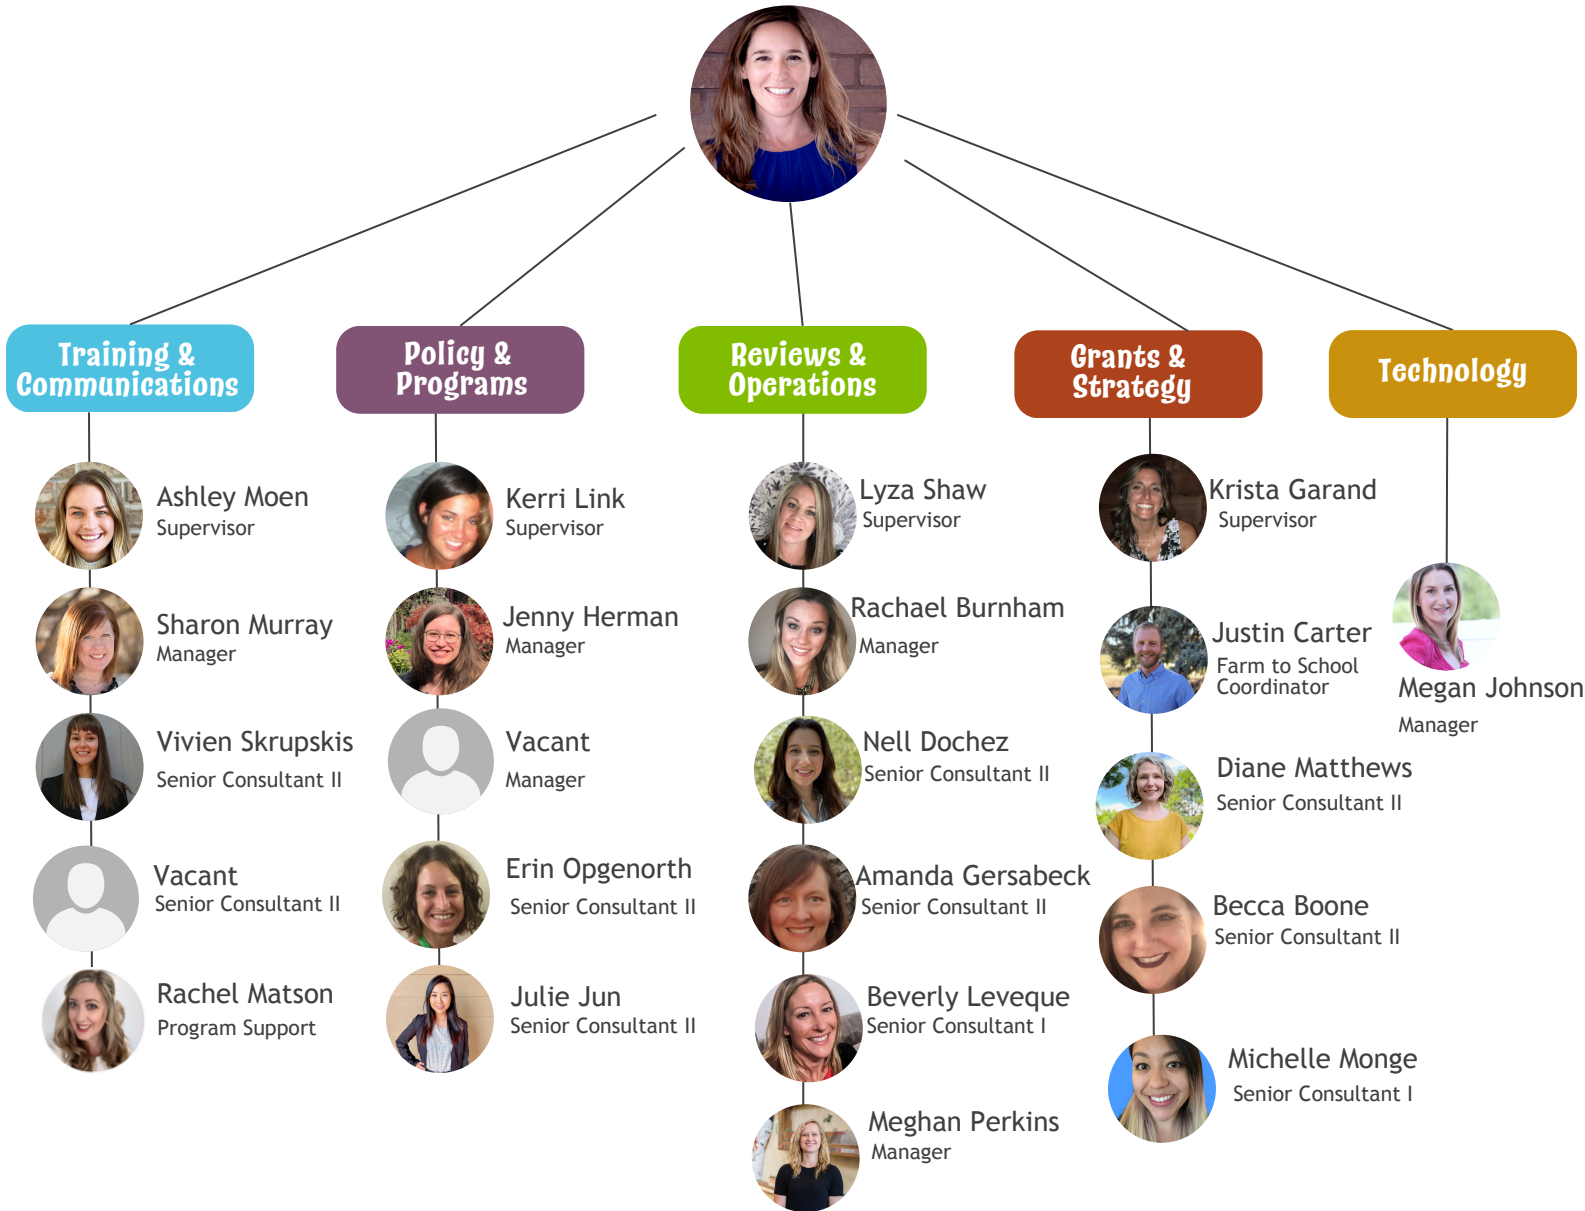 Training &
Communications
Ashley Moen
Supervisor
Sharon Murray
Manager
Vivien Skrupskis
Senior Consultant II
Vacant
Senior Consultant II
Rachel Matson
Program Support
Policy &
Programs
Kerri Link
Supervisor
Jenny Herman
Manager
Vacant
Manager
Erin Opgenorth
Senior Consultant II
Julie Jun
Senior Consultant II
Reviews &
Operations
Lyza Shaw
Supervisor
Rachael Burnham
Manager
Nell Dochez
Senior Consultant II
Amanda Gersabeck
Senior Consultant II
Beverly Leveque
Senior Consultant I
Meghan Perkins
Manager
Grants &
Strategy
Krista Garand
Supervisor
Justin Carter
Farm to School
Coordinator
Diane Matthews
Senior Consultant II
Becca Boone
Senior Consultant II
Michelle Monge
Senior Consultant I
Technology
Megan Johnson
Manager